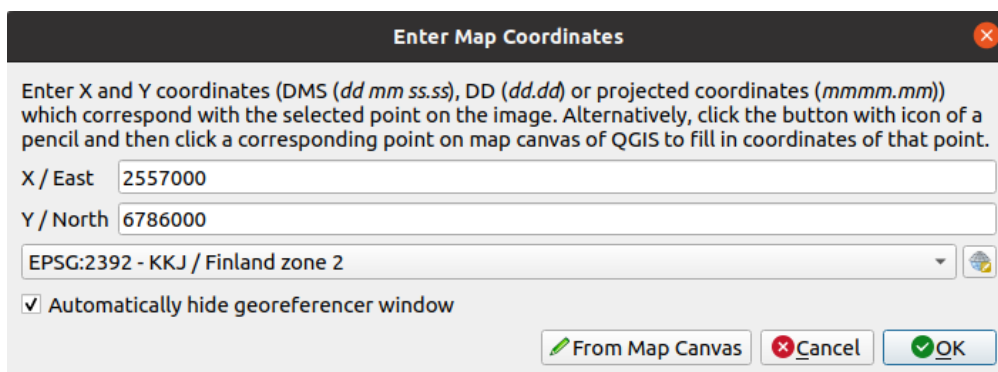 Enter Map Coordinates
Enter X and Y coordinates (DMS (dd mm ss.ss), DD (dd.dd) or projected coordinates (mmmm.mm))
which correspond with the selected point on the image. Alternatively, click the button with icon of a
pencil and then click a corresponding point on map canvas of QGIS to fill in coordinates of that point.
X / East 2557000
Y / North 6786000
EPSG:2392 - KKJ / Finland zone 2
Automatically hide georeferencer window
From Map Canvas Cancel OK